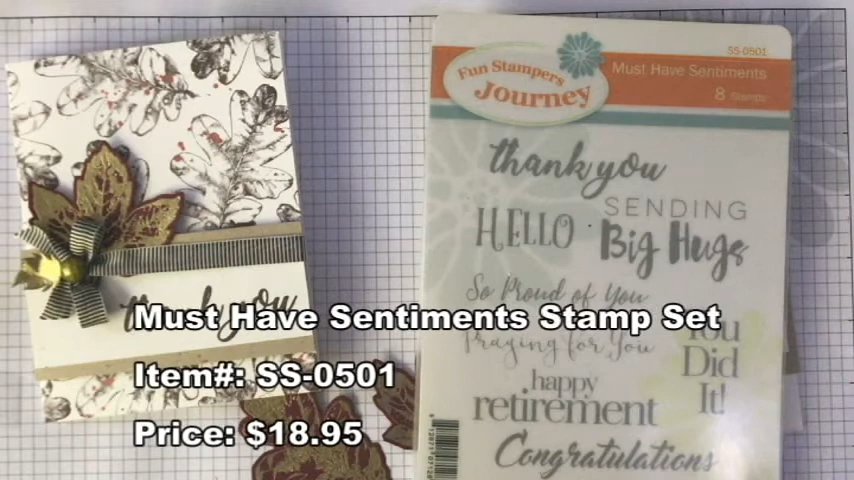 SS-0501
Fun Stampers
Journey
Must Have Sentiments
8 Stamps
thank you
HELLO
SENDING
Big Hugs
So Proud of You
Praying for You
You
Did
It!
happy
retirement
Congratulations
thank you
Must Have Sentiments Stamp Set
Item#: SS-0501
Price: $18.95